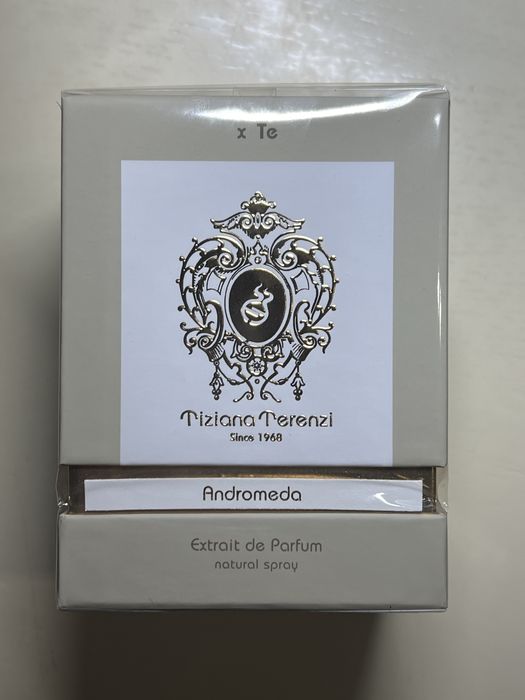 x Te
Tiziana Terenzi
Since 1968
Andromeda
Extrait de Parfum
natural spray